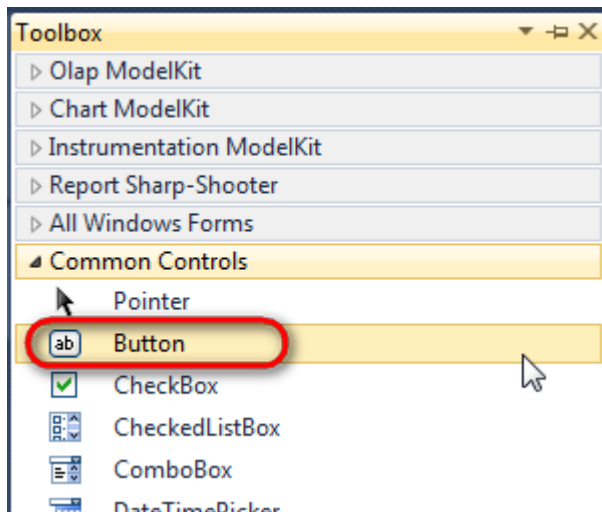 Toolbox
Olap ModelKit
Chart ModelKit
Instrumentation ModelKit
Report Sharp-Shooter
All Windows Forms
Common Controls
Pointer
ab Button
CheckBox
CheckedListBox
ComboBox
DateTimePicker